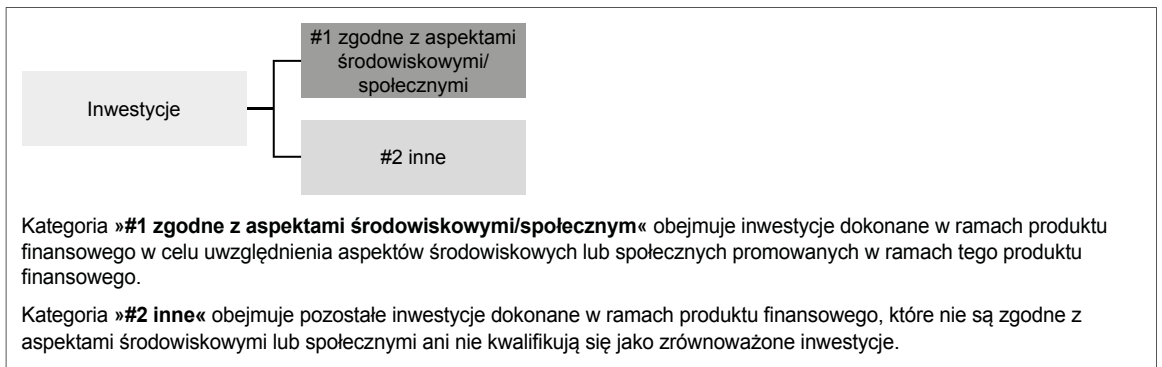 #1 zgodne z aspektami
środowiskowymi/
społecznymi
Inwestycje
#2 inne
Kategoria »#1 zgodne z aspektami środowiskowymi/społecznym« obejmuje inwestycje dokonane w ramach produktu
finansowego w celu uwzględnienia aspektów środowiskowych lub społecznych promowanych w ramach tego produktu
finansowego.
Kategoria »#2 inne« obejmuje pozostałe inwestycje dokonane w ramach produktu finansowego, które nie są zgodne z
aspektami środowiskowymi lub społecznymi ani nie kwalifikują się jako zrównoważone inwestycje.